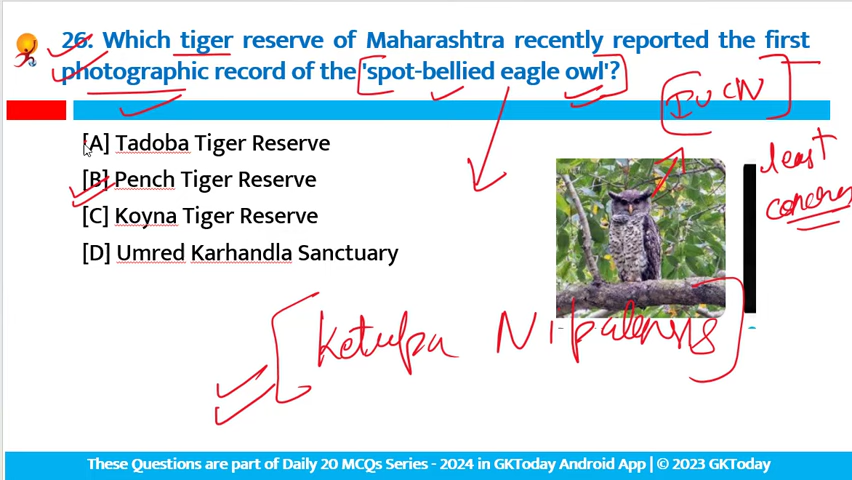 26. Which tiger reserve of Maharashtra recently reported the first
photographic record of the 'spot-bellied eagle owl'?
IUCN
[A] Tadoba Tiger Reserve
least
concern
[B] Pench Tiger Reserve
[C] Koyna Tiger Reserve
[D] Umred Karhandla Sanctuary
Ketupa Nipalensis
These Questions are part of Daily 20 MCQs Series - 2024 in GKToday Android App | © 2023 GKToday